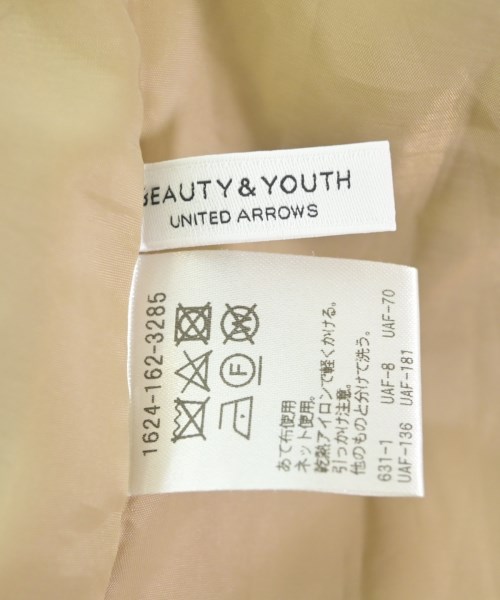 BEAUTY & YOUTH
UNITED ARROWS
1624-162-3285
あて布使用
ネット使用。
乾熱アイロンで軽くかける。
引っかけ注意。
他のものと分けて洗う。
631-1 UAF-8 UAF-70
UAF-136 UAF-181